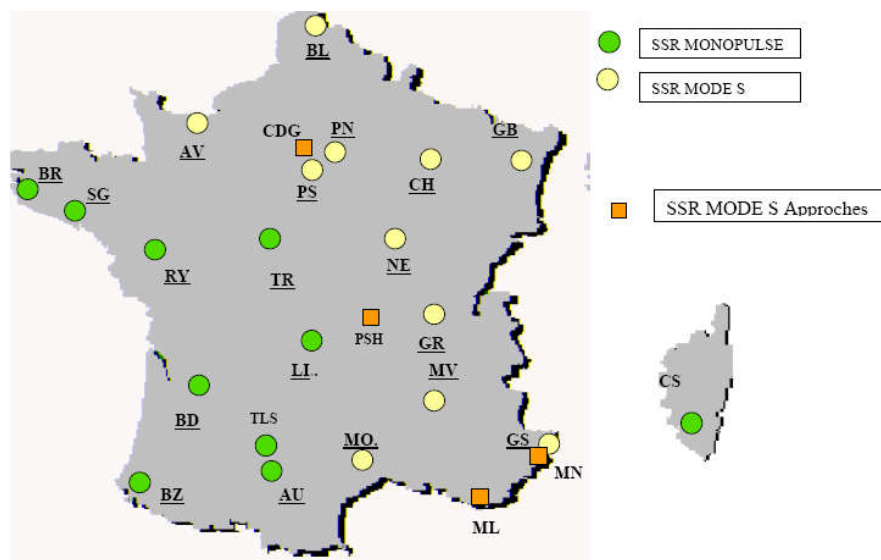 BL
SSR MONOPULSE
SSR MODE S
CDG
PN
GB
AV
BR
PS
CH
SG
SSR MODE S Approches
RY
TR
NE
PSH
GR
LI..
MV
CS
BD
TLS
MO.
GS
BZ
AU
MN
ML